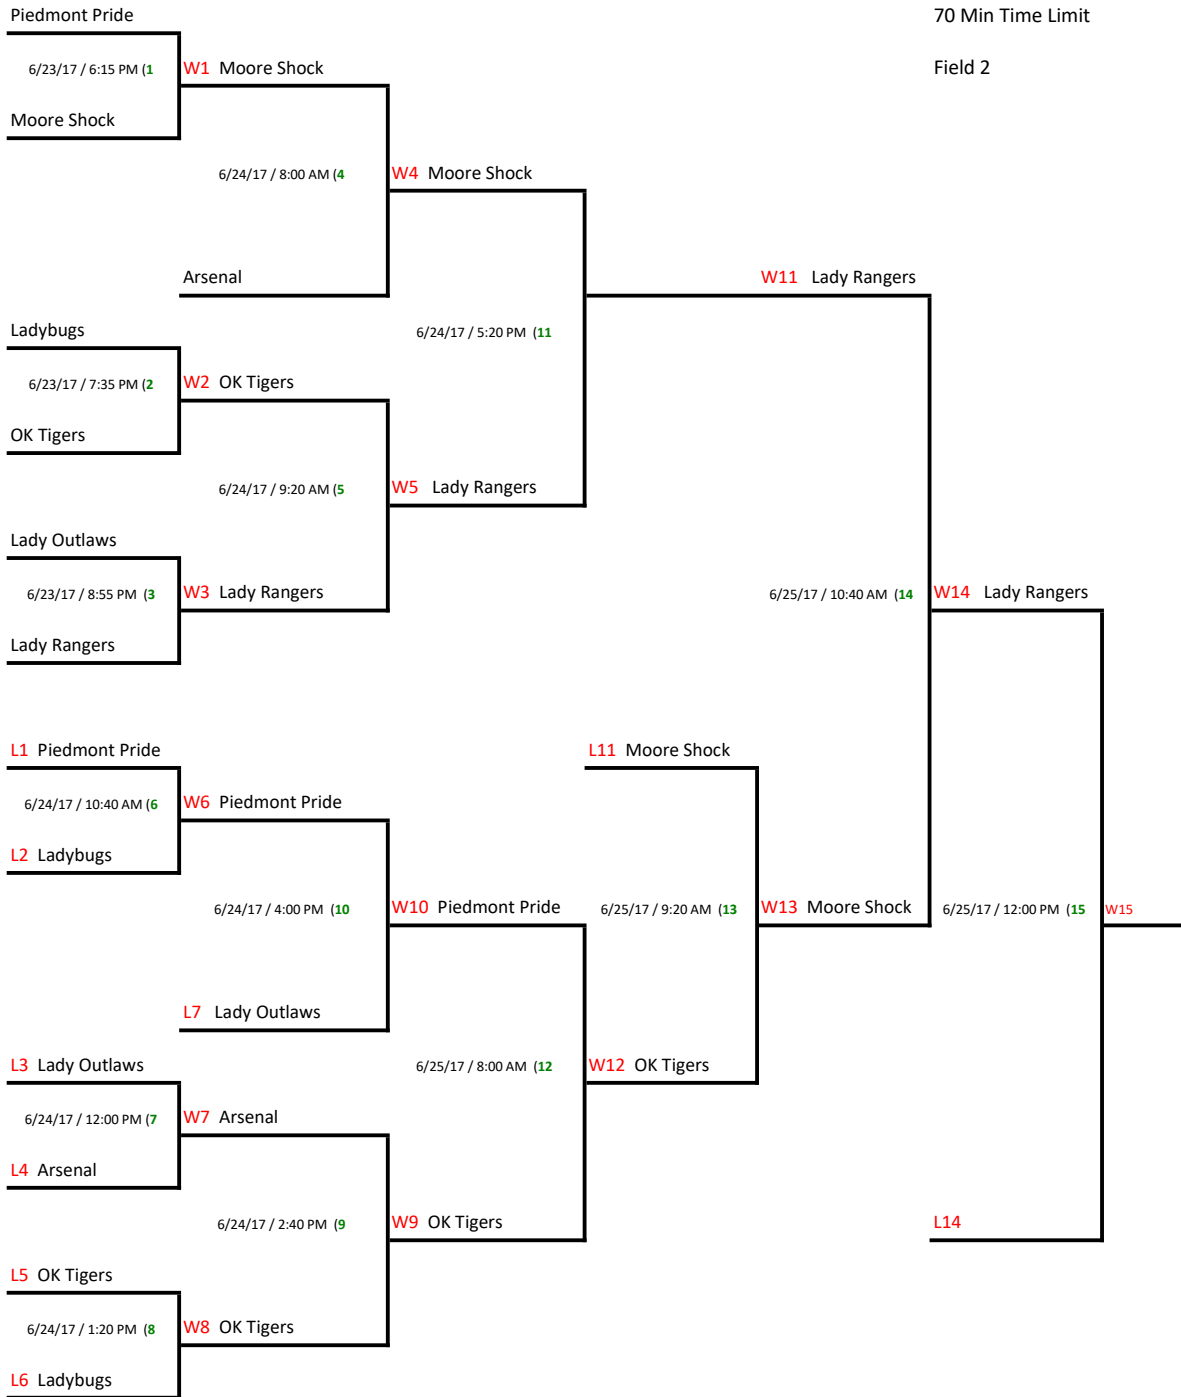 Piedmont Pride
70 Min Time Limit
6/23/17 / 6:15 PM (1
W1 Moore Shock
Field 2
Moore Shock
6/24/17 / 8:00 AM (4
W4 Moore Shock
Arsenal
W11 Lady Rangers
Ladybugs
6/24/17 / 5:20 PM (11
6/23/17 / 7:35 PM (2
W2 OK Tigers
OK Tigers
6/24/17 / 9:20 AM (5
W5 Lady Rangers
Lady Outlaws
6/23/17 / 8:55 PM (3
W3 Lady Rangers
6/25/17 / 10:40 AM (14
W14 Lady Rangers
Lady Rangers
L1 Piedmont Pride
L11 Moore Shock
6/24/17 / 10:40 AM (6
W6 Piedmont Pride
L2 Ladybugs
6/24/17 / 4:00 PM (10
W10 Piedmont Pride
6/25/17 / 9:20 AM (13
W13 Moore Shock
6/25/17 / 12:00 PM (15
W15
L7 Lady Outlaws
L3 Lady Outlaws
6/25/17 / 8:00 AM (12
W12 OK Tigers
6/24/17 / 12:00 PM (7
W7 Arsenal
L4 Arsenal
6/24/17 / 2:40 PM (9
W9 OK Tigers
L14
L5 OK Tigers
6/24/17 / 1:20 PM (8
W8 OK Tigers
L6 Ladybugs